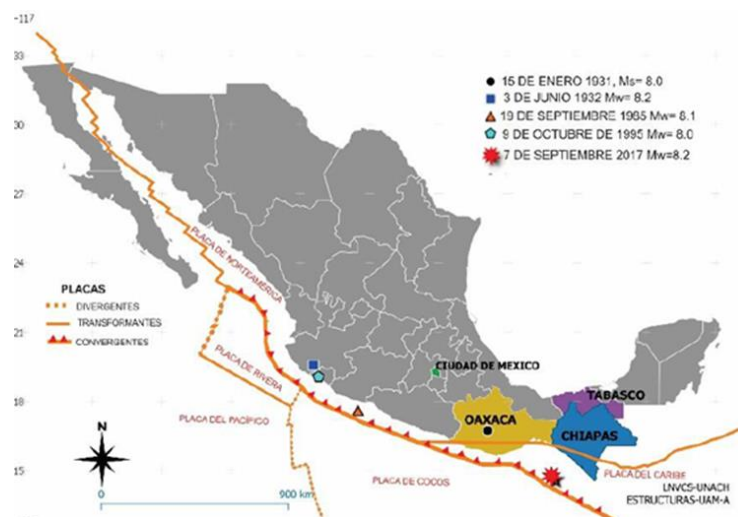 -117
33
30
27
24
21
18
15
15 DE ENERO 1931, Ms= 8.0
3 DE JUNIO 1932 Mw= 8.2
19 DE SEPTIEMBRE 1985 Mw= 8.1
9 DE OCTUBRE DE 1995 Mw= 8.0
7 DE SEPTIEMBRE 2017 Mw=8.2
PLACA DE NORTEAMÉRICA
PLACAS
DIVERGENTES
TRANSFORMANTES
CONVERGENTES
PLACA DE RIVERA
CIUDAD DE MEXICO
TABASCO
PLACA DEL PACÍFICO
OAXACA
CHIAPAS
N
PLACA DE COCOS
PLACA DEL CARIBE
0 900 km
LNVCS-UNACH
ESTRUCTURAS-UAM-A